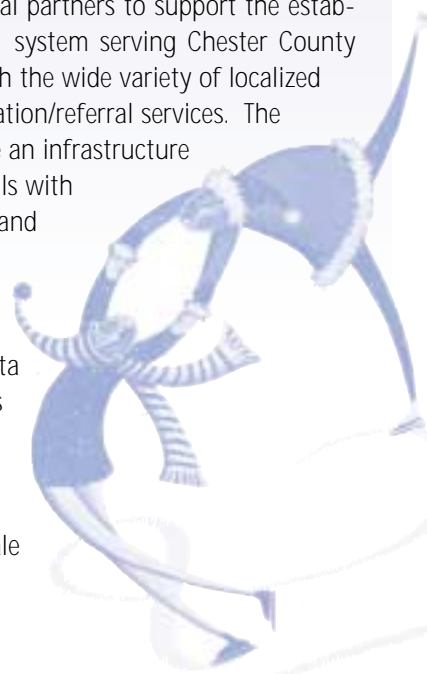 al partners to support the estab-
system serving Chester County
h the wide variety of localized
ation/referral services. The
e an infrastructure
ls with
and
ta
s
ale